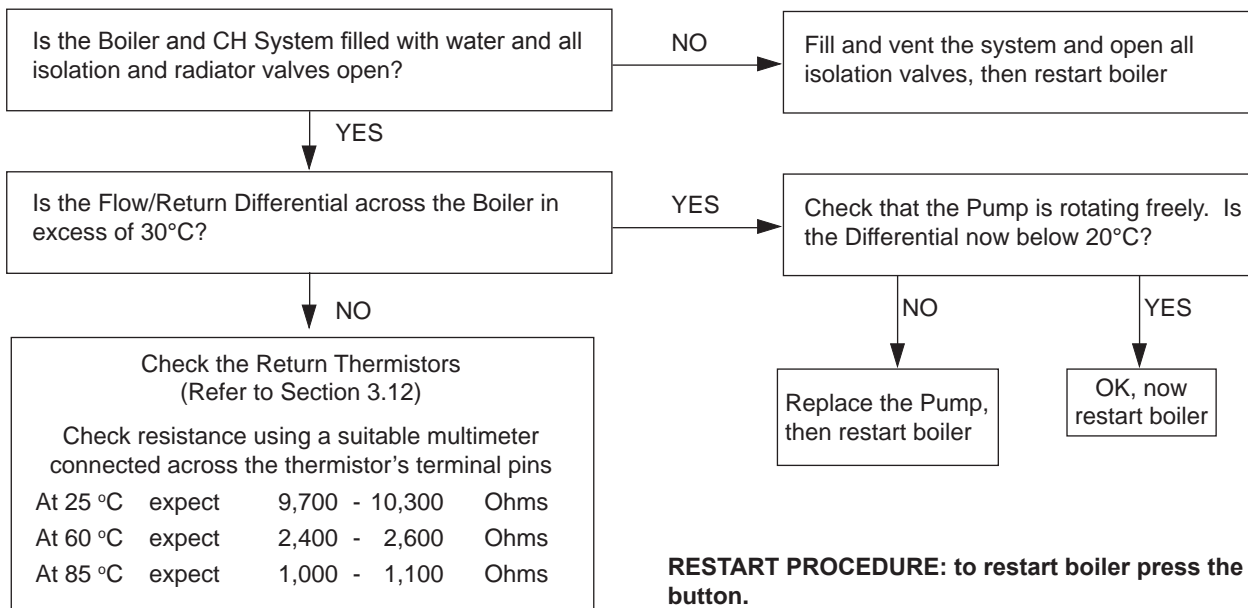 Is the Boiler and CH System filled with water and all
isolation and radiator valves open?
NO
Fill and vent the system and open all
isolation valves, then restart boiler
YES
Is the Flow/Return Differential across the Boiler in
excess of 30°C?
YES
Check that the Pump is rotating freely. Is
the Differential now below 20°C?
NO
NO
YES
Check the Return Thermistors
(Refer to Section 3.12)
Check resistance using a suitable multimeter
connected across the thermistor's terminal pins
At 25 °C expect 9,700 - 10,300 Ohms
At 60 °C expect 2,400 - 2,600 Ohms
At 85 °C expect 1,000 - 1,100 Ohms
Replace the Pump,
then restart boiler
OK, now
restart boiler
RESTART PROCEDURE: to restart boiler press the
button.